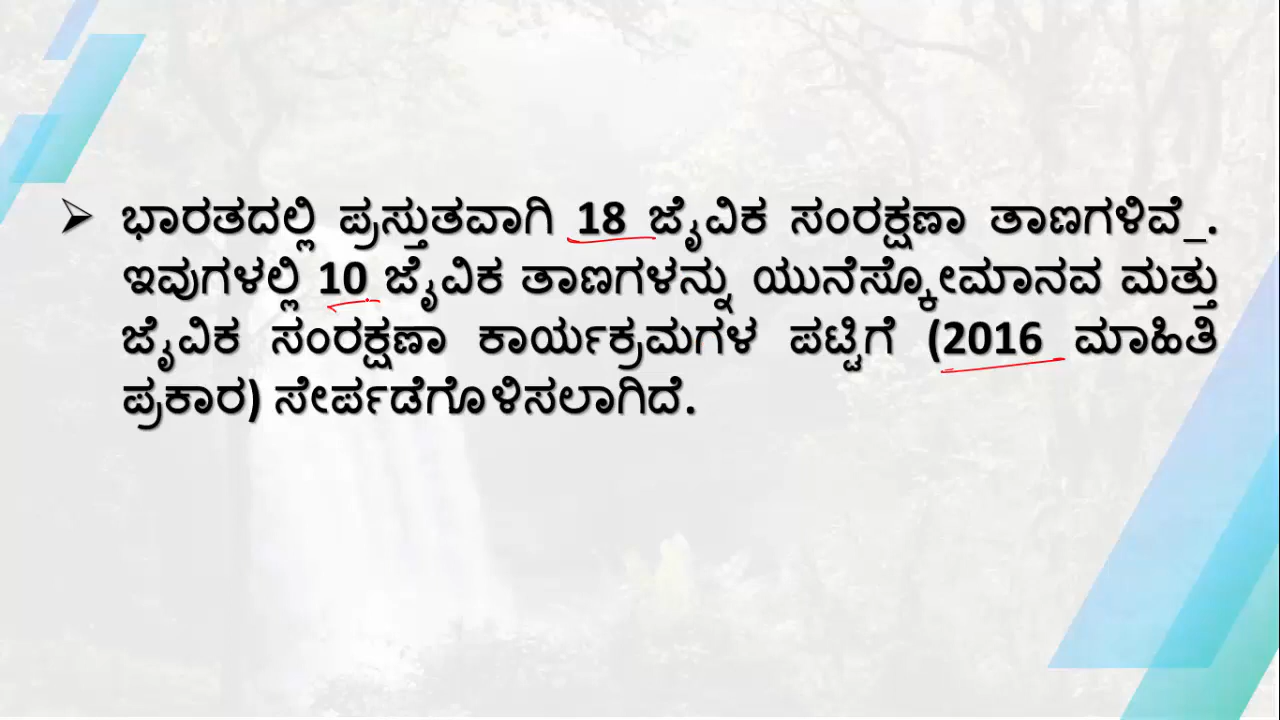 ➢ ಭಾರತದಲ್ಲಿ ಪ್ರಸ್ತುತವಾಗಿ 18 ಜೈವಿಕ ಸಂರಕ್ಷಣಾ ತಾಣಗಳಿವೆ_.
ಇವುಗಳಲ್ಲಿ 10 ಜೈವಿಕ ತಾಣಗಳನ್ನು ಯುನೆಸ್ಕೋಮಾನವ ಮತ್ತು
ಜೈವಿಕ ಸಂರಕ್ಷಣಾ ಕಾರ್ಯಕ್ರಮಗಳ ಪಟ್ಟಿಗೆ (2016 ಮಾಹಿತಿ
ಪ್ರಕಾರ) ಸೇರ್ಪಡೆಗೊಳಿಸಲಾಗಿದೆ.